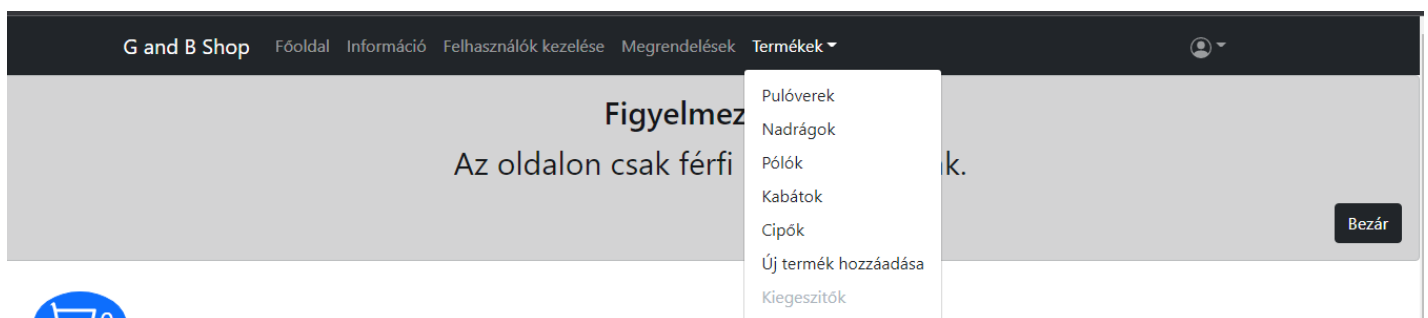 G and B Shop Főoldal Információ Felhasználók kezelése Megrendelések Termékek
Pulóverek
Nadrágok
Pólók
Kabátok
Cipők
Új termék hozzáadása
Kiegeszitők
Az oldalon csak férfi
Bezár